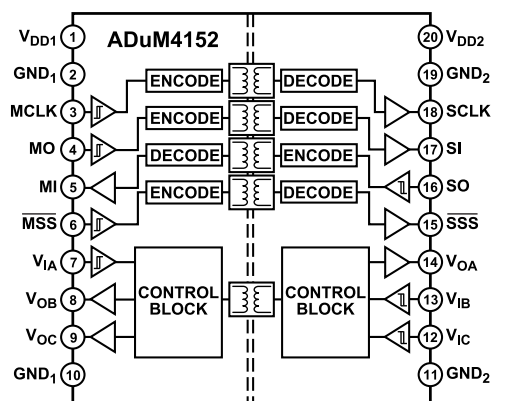 ADuM4152
VDD1 1 20 VDD2
GND1 2 19 GND2
ENCODE DECODE
MCLK 3 18 SCLK
ENCODE DECODE
MO 4 17 SI
DECODE ENCODE
MI 5 16 SO
ENCODE DECODE
MSS 6 15 SSS
VIA 7 14 VOA
VOB 8 CONTROL BLOCK CONTROL BLOCK 13 VIB
VOC 9 12 VIC
GND1 10 11 GND2